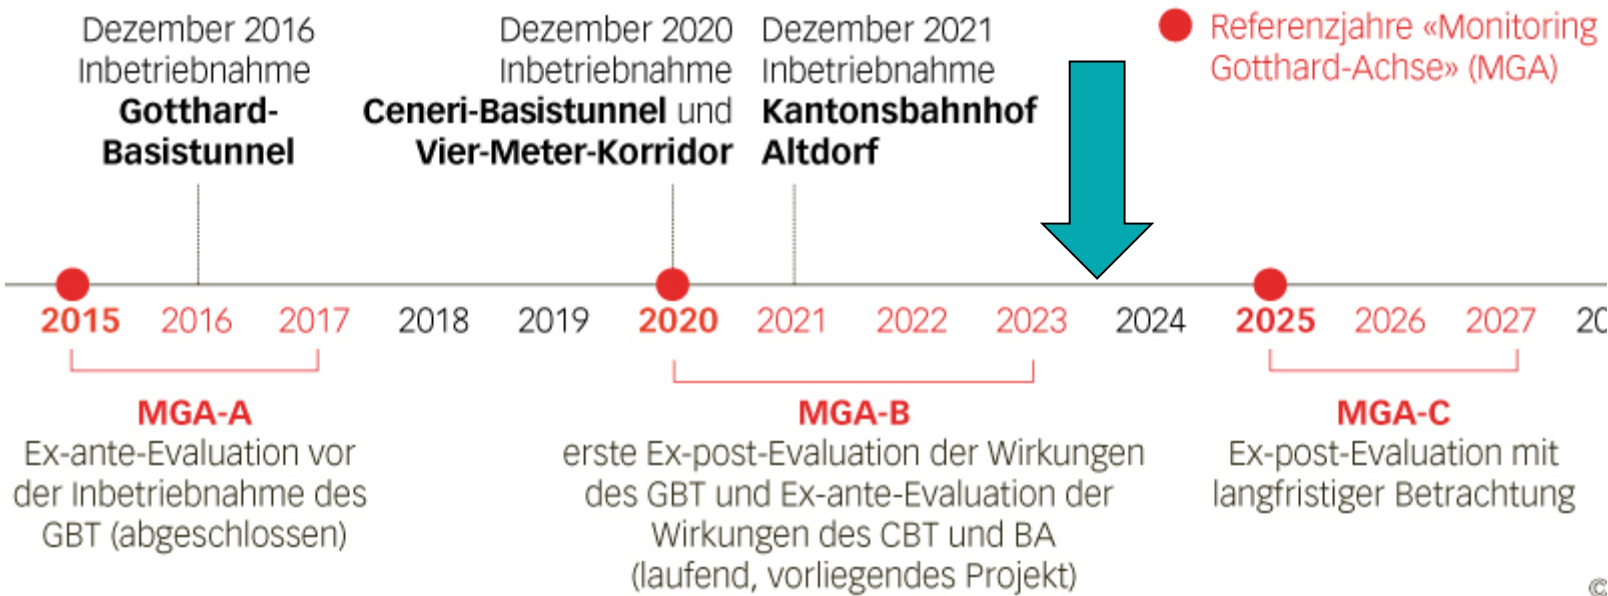 Dezember 2016
Inbetriebnahme
Gotthard-
Basistunnel
Dezember 2020
Inbetriebnahme
Ceneri-Basistunnel und
Vier-Meter-Korridor
Dezember 2021
Inbetriebnahme
Kantonsbahnhof
Altdorf
Referenzjahre «Monitoring
Gotthard-Achse» (MGA)
2015 2016 2017 2018 2019 2020 2021 2022 2023 2024 2025 2026 2027
MGA-A
Ex-ante-Evaluation vor
der Inbetriebnahme des
GBT (abgeschlossen)
MGA-B
erste Ex-post-Evaluation der Wirkungen
des GBT und Ex-ante-Evaluation der
Wirkungen des CBT und BA
(laufend, vorliegendes Projekt)
MGA-C
Ex-post-Evaluation mit
langfristiger Betrachtung
©